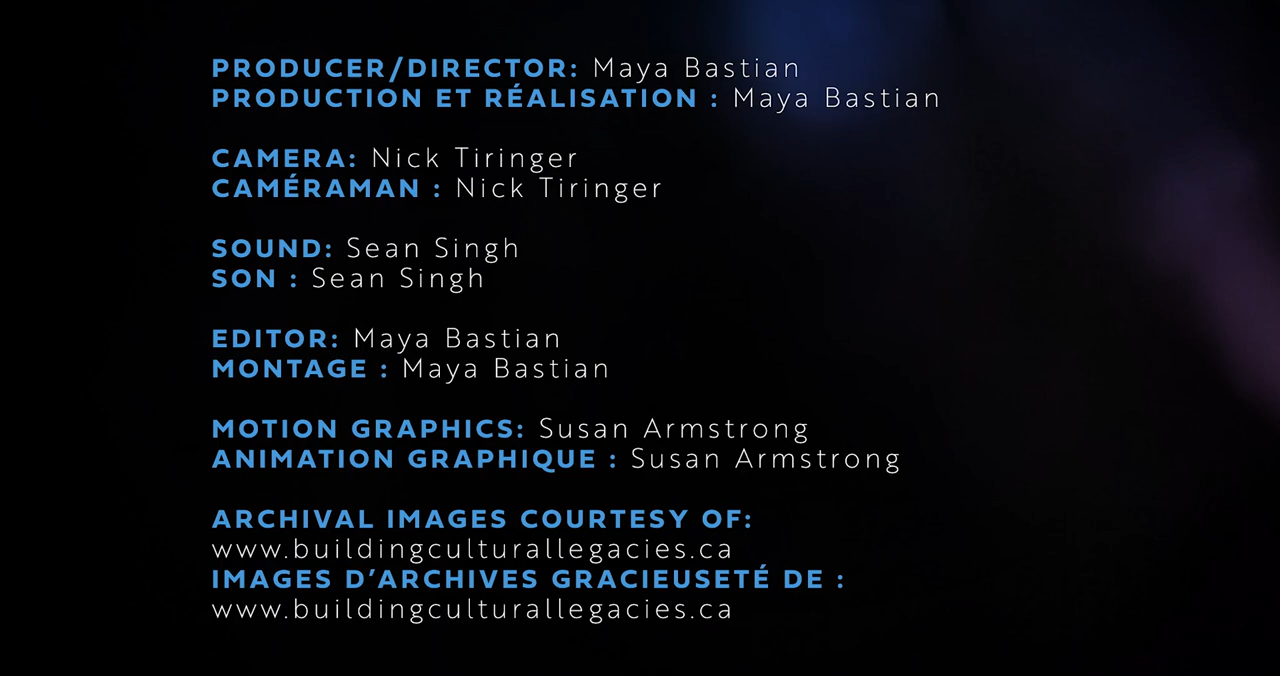 PRODUCER/DIRECTOR: Maya Bastian
PRODUCTION ET RÉALISATION : Maya Bastian
CAMERA: Nick Tiringer
CAMÉRAMAN : Nick Tiringer
SOUND: Sean Singh
SON : Sean Singh
EDITOR: Maya Bastian
MONTAGE : Maya Bastian
MOTION GRAPHICS: Susan Armstrong
ANIMATION GRAPHIQUE : Susan Armstrong
ARCHIVAL IMAGES COURTESY OF:
www.buildingculturallegacies.ca
IMAGES D’ARCHIVES GRACIEUSETÉ DE :
www.buildingculturallegacies.ca